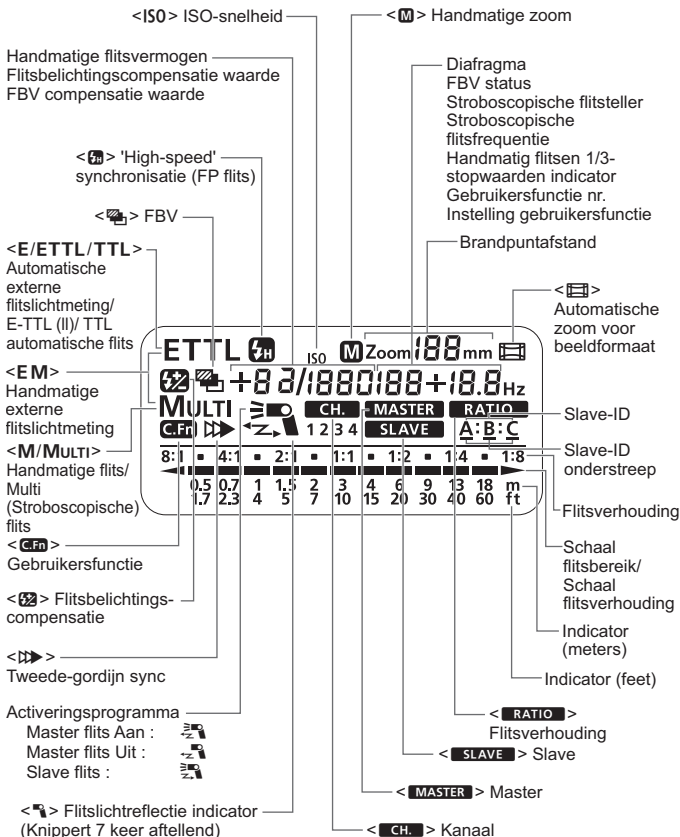 <ISO> ISO-snelheid
<M> Handmatige zoom
Handmatige flitsvermogen
Flitsbelichtingscompensatie waarde
FBV compensatie waarde
Diafragma
FBV status
Stroboscopische flitsteller
Stroboscopische
flitsfrequentie
Handmatig flitsen 1/3-
stopwaarden indicator
Gebruikersfunctie nr.
Instelling gebruikersfunctie
< > 'High-speed'
synchronisatie (FP flits)
< > FBV
Brandpuntafstand
<E/ETTL/TTL>
Automatische
externe
flitslichtmeting/
E-TTL (II)/ TTL
automatische flits
< >
Automatische
zoom voor
beeldformaat
<EM>
Handmatige
externe
flitslichtmeting
<M/MULTI>
Handmatige flits/
Multi
(Stroboscopische)
flits
<C.Fn>
Gebruikersfunctie
< > Flitsbelichtings-
compensatie
< >
Tweede-gordijn sync
ETTL H ISO M Zoom 188 mm
+8 8/1880188+18.8 Hz
MULTI CH. MASTER RATIO
C.Fn 1 2 3 4 SLAVE A:B:C
8:1 4:1 2:1 1:1 1:2 1:4 1:8
0.5 0.7 1 1.5 2 3 4 6 9 13 18 m
1.7 2.3 4 5 7 10 15 20 30 40 60 ft
Slave-ID
Slave-ID
onderstreep
Flitsverhouding
Schaal
flitsbereik/
Schaal
flitsverhouding
Indicator
(meters)
Indicator (feet)
Activeringsprogramma
Master flits Aan :
Master flits Uit :
Slave flits :
< RATIO >
Flitsverhouding
< SLAVE > Slave
< MASTER > Master
< > Flitslichtreflectie indicator
(Knippert 7 keer aftellend)
< CH. > Kanaal